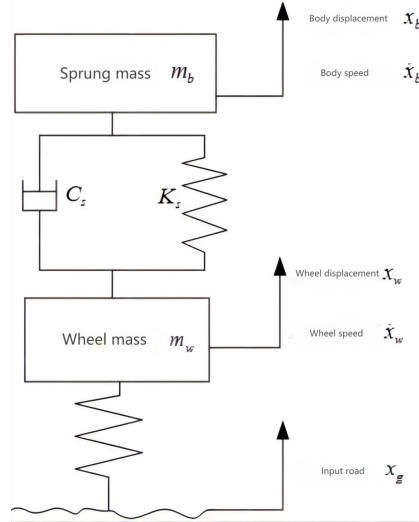 Body displacement x_b
Sprung mass m_b
Body speed ẋ_b
C_s
K_s
Wheel displacement x_w
Wheel mass m_w
Wheel speed ẋ_w
Input road x_g